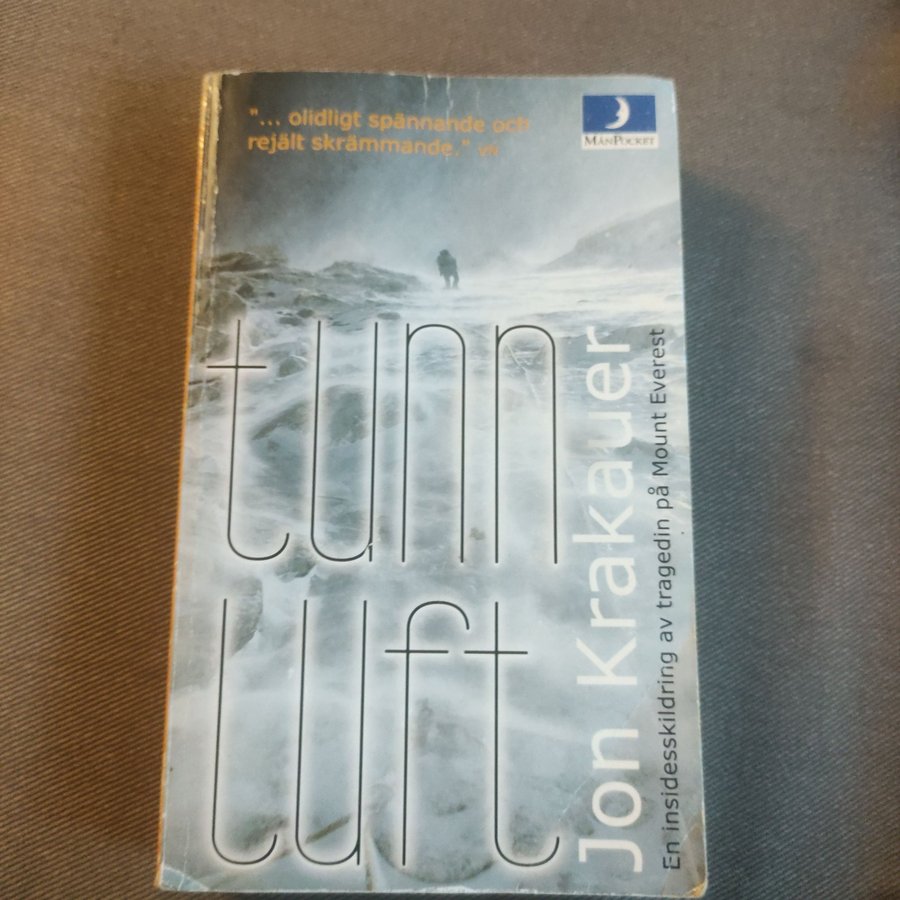 "... olidligt spännande och
rejält skrämmande."
MÅNPOCKET
tunn
luft
Jon Krakauer
En insidesskildring av tragedin på Mount Everest